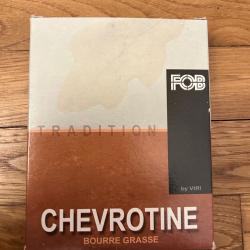 FOB
TRADITION
by VIRI
CHEVROTINE
BOURRE GRASSE